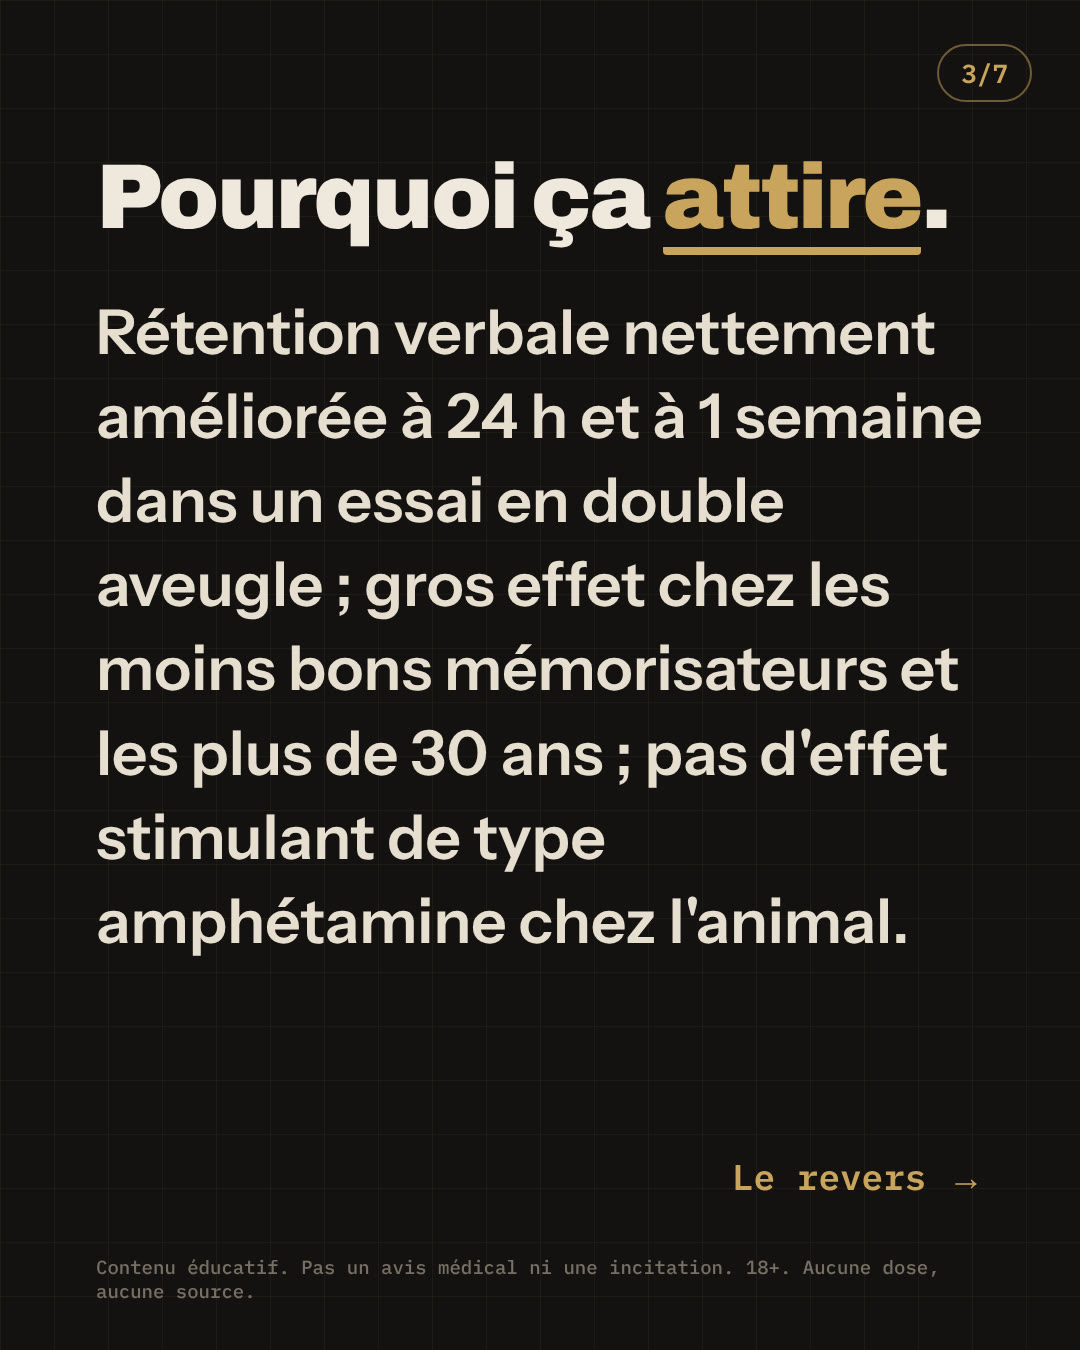 3/7
Pourquoi ça attire.
Rétention verbale nettement
améliorée à 24 h et à 1 semaine
dans un essai en double
aveugle ; gros effet chez les
moins bons mémorisateurs et
les plus de 30 ans ; pas d'effet
stimulant de type
amphétamine chez l'animal.
Le revers →
Contenu éducatif. Pas un avis médical ni une incitation. 18+. Aucune dose,
aucune source.